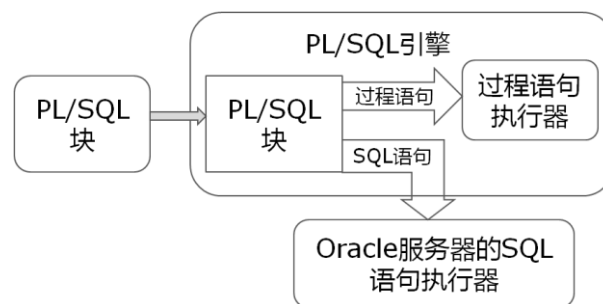 PL/SQL引擎
PL/SQL
块
PL/SQL
块
过程语句
过程语句
执行器
SQL语句
Oracle服务器的SQL
语句执行器